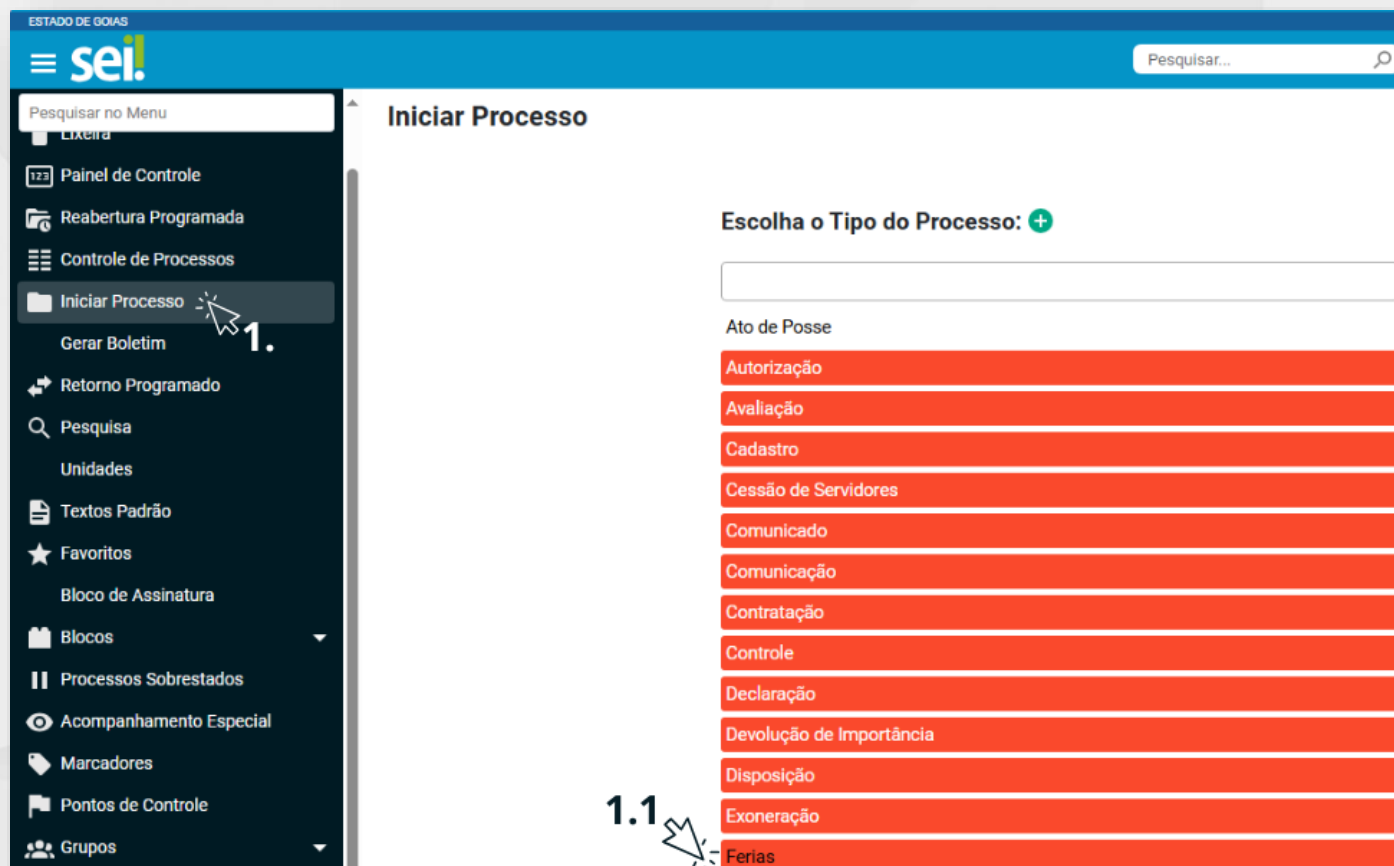 ESTADO DE GOIAS
sei!
Pesquisar...
Pesquisar no Menu
Lixeira
Painel de Controle
Reabertura Programada
Controle de Processos
Iniciar Processo
1.
Gerar Boletim
Retorno Programado
Pesquisa
Unidades
Textos Padrão
Favoritos
Bloco de Assinatura
Blocos
Processos Sobrestados
Acompanhamento Especial
Marcadores
Pontos de Controle
Grupos
Iniciar Processo
Escolha o Tipo do Processo:
Ato de Posse
Autorização
Avaliação
Cadastro
Cessão de Servidores
Comunicado
Comunicação
Contratação
Controle
Declaração
Devolução de Importância
Disposição
Exoneração
1.1
Ferias